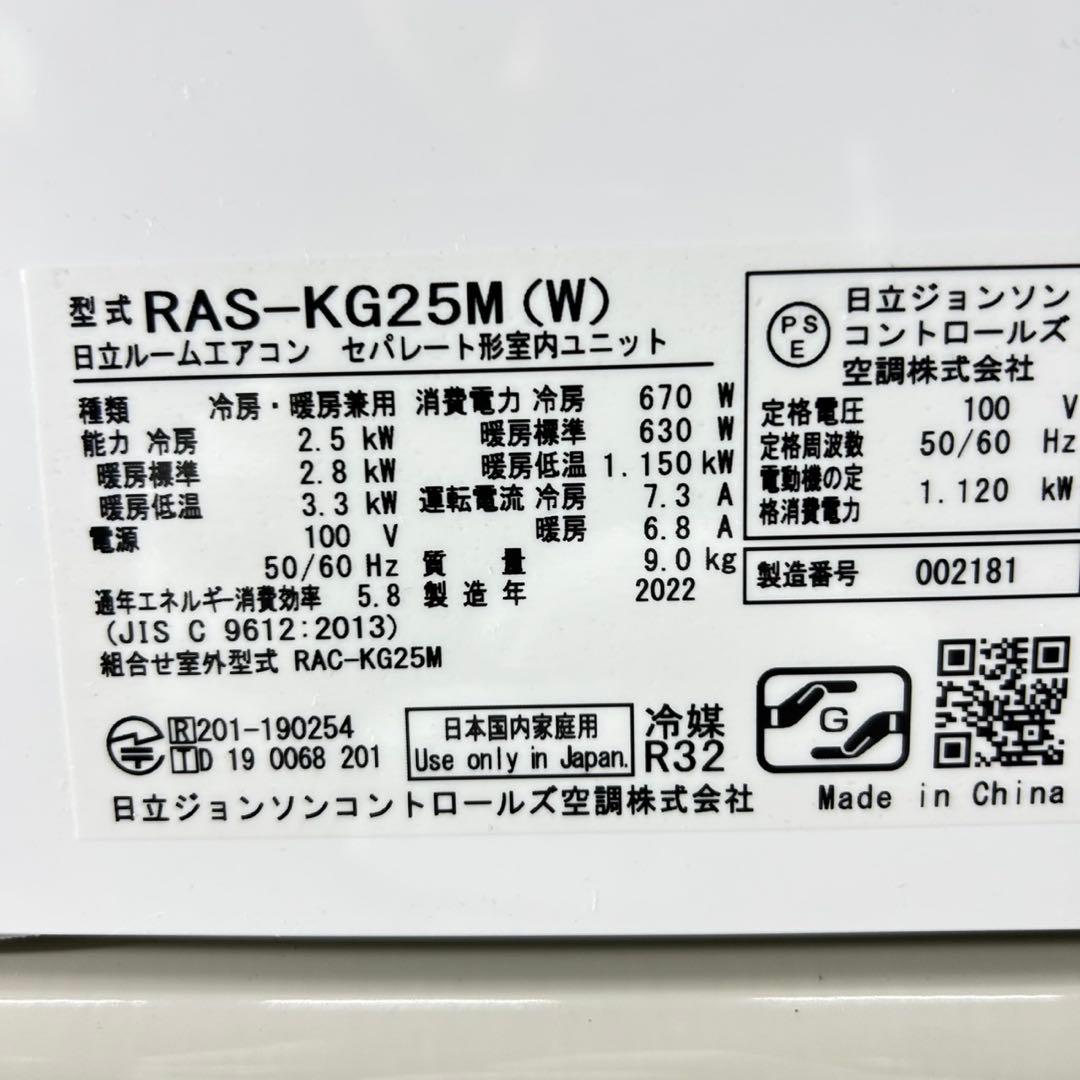 型式 RAS-KG25M(W)
日立ルームエアコン セパレート形室内ユニット
種類 冷房・暖房兼用
能力 冷房 2.5 kW
暖房標準 2.8 kW
暖房低温 3.3 kW
電源 100 V
50/60 Hz
通年エネルギー消費効率 5.8
(JIS C 9612:2013)
組合せ室外型式 RAC-KG25M
消費電力 冷房 670 W
暖房標準 630 W
暖房低温 1.150 kW
運転電流 冷房 7.3 A
暖房 6.8 A
質量 9.0 kg
製造年 2022
PSE
日立ジョンソン
コントロールズ
空調株式会社
定格電圧 100 V
定格周波数 50/60 Hz
電動機の定
格消費電力 1.120 kW
製造番号 002181
R 201-190254
T D 19 0068 201
日本国内家庭用
Use only in Japan.
冷媒
R32
G
日立ジョンソンコントロールズ空調株式会社
Made in China